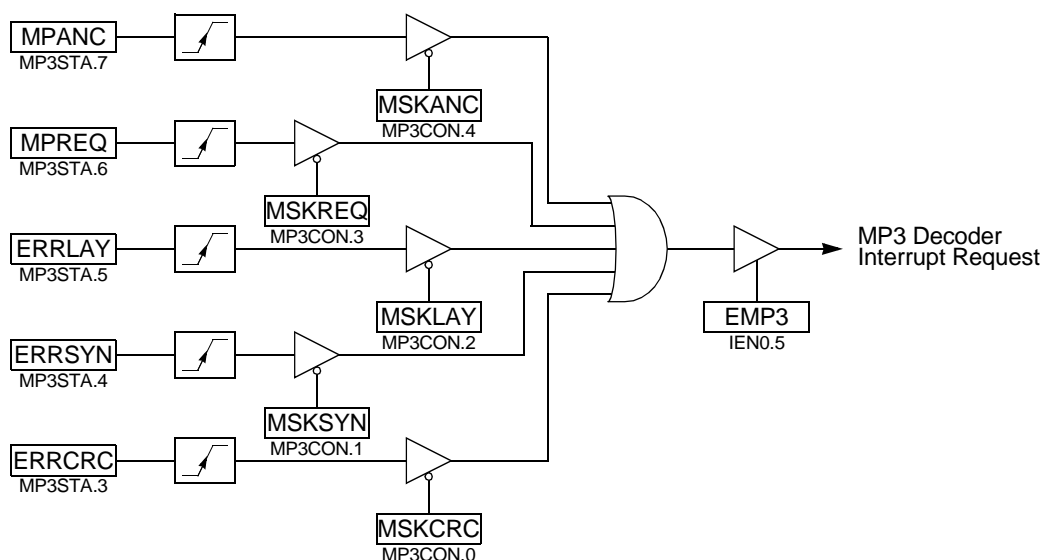 MPANC
MP3STA.7
MSKANC
MP3CON.4
MPREQ
MP3STA.6
MSKREQ
MP3CON.3
ERRLAY
MP3STA.5
MSKLAY
MP3CON.2
MP3 Decoder
Interrupt Request
EMP3
IEN0.5
ERRSYN
MP3STA.4
MSKSYN
MP3CON.1
ERRCRC
MP3STA.3
MSKCRC
MP3CON.0